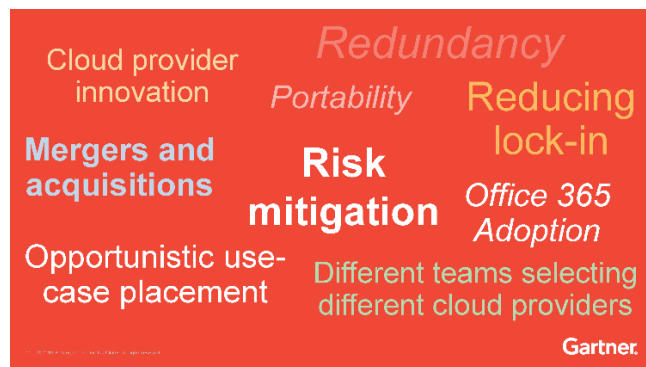 Redundancy
Cloud provider
innovation
Portability
Reducing
lock-in
Mergers and
acquisitions
Risk
mitigation
Office 365
Adoption
Opportunistic use-
case placement
Different teams selecting
different cloud providers
Gartner